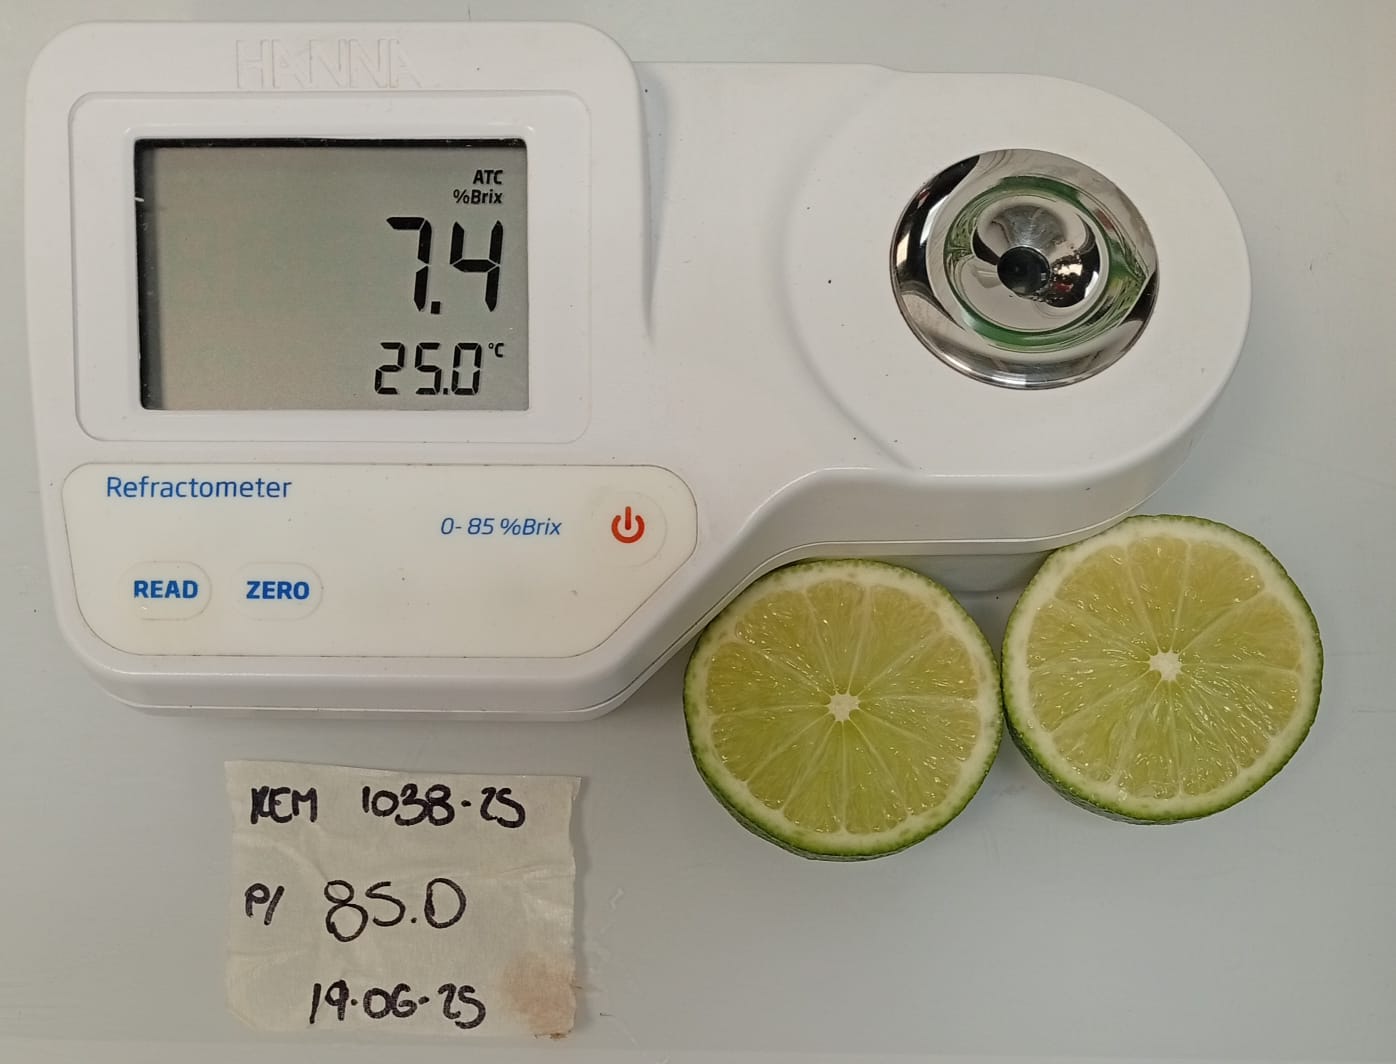 HANNA
ATC
%Brix
7.4
25.0°C
Refractometer
0-85 %Brix
READ ZERO
REM 1038-25
P/ 85.0
19-06-25